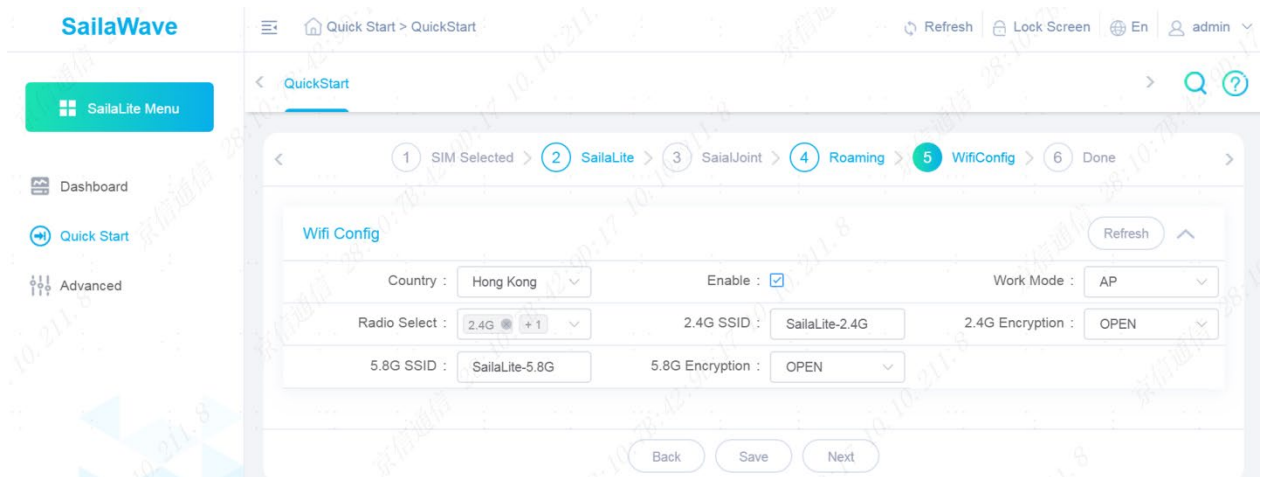 SailaWave
Quick Start > QuickStart
Refresh
Lock Screen
En
admin
SailaLite Menu
QuickStart
1 SIM Selected > 2 SailaLite > 3 SaialJoint > 4 Roaming > 5 WifiConfig > 6 Done
Dashboard
Quick Start
Advanced
Wifi Config
Refresh
Country : Hong Kong
Enable :
Work Mode : AP
Radio Select : 2.4G + 1
2.4G SSID : SailaLite-2.4G
2.4G Encryption : OPEN
5.8G SSID : SailaLite-5.8G
5.8G Encryption : OPEN
Back
Save
Next